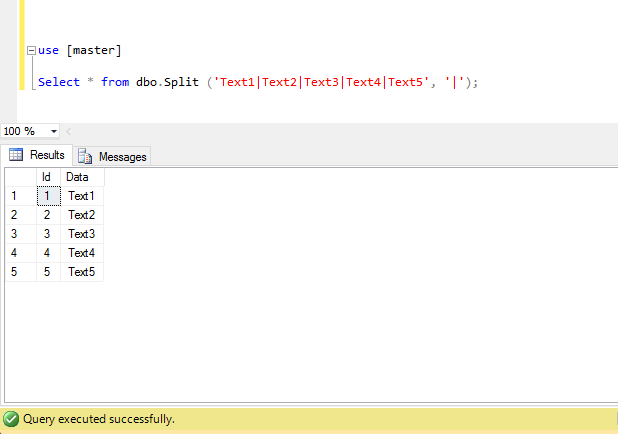 use [master]
Select * from dbo.Split ('Text1|Text2|Text3|Text4|Text5', '|');
100 %
Results Messages
Id Data
1 1 Text1
2 2 Text2
3 3 Text3
4 4 Text4
5 5 Text5
Query executed successfully.